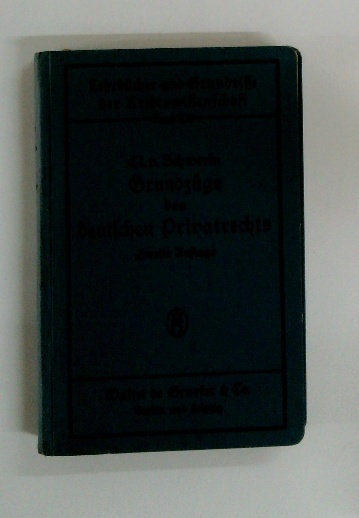 Lehrbücher und Grundrisse
der Rechtswissenschaft
Cl. v. Schwerin
Grundzüge
des
deutschen Privatrechts
Zweite Auflage
Walter de Gruyter & Co.
Berlin und Leipzig